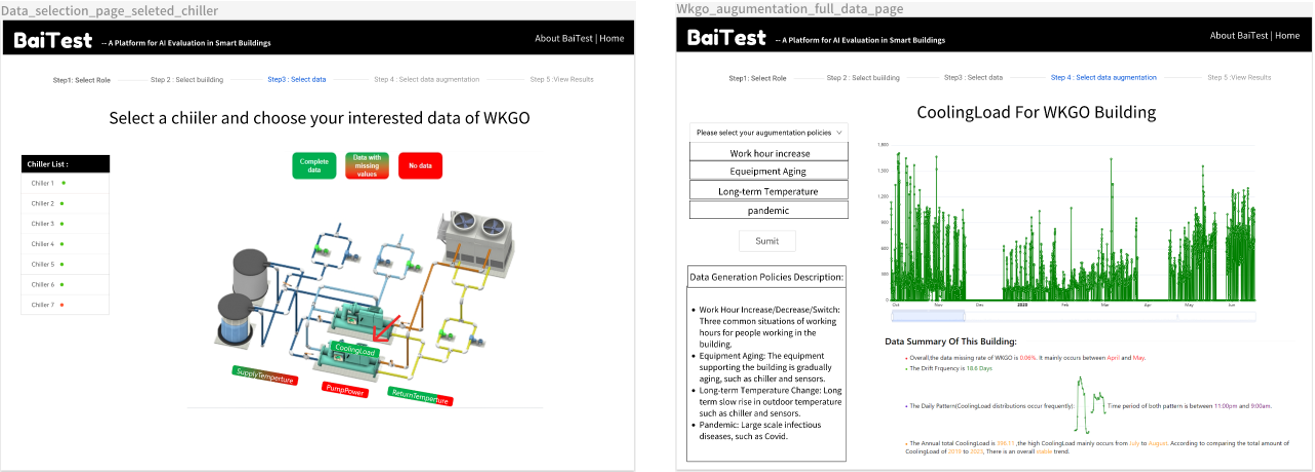 Data_selection_page_seleted_chiller
BaiTest -- A Platform for AI Evaluation in Smart Buildings
About BaiTest | Home
Step1: Select Role
Step 2 : Select builiding
Step3 : Select data
Step 4 : Select data augmentation
Step 5 :View Results
Select a chiiler and choose your interested data of WKGO
Chiller List :
Chiller 1
Chiller 2
Chiller 3
Chiller 4
Chiller 5
Chiller 6
Chiller 7
Complete
data
Data with
missing
values
No data
CoolingLoad
SupplyTemperture
PumpPower
ReturnTemperture
Wkgo_augumentation_full_data_page
BaiTest -- A Platform for AI Evaluation in Smart Buildings
About BaiTest | Home
Step1: Select Role
Step 2 : Select builiding
Step3 : Select data
Step 4 : Select data augmentation
Step 5 :View Results
Please select your augumentation policies
Work hour increase
Equeipment Aging
Long-term Temperature
pandemic
Sumit
Data Generation Policies Description:
• Work Hour Increase/Decrease/Switch:
Three common situations of working
hours for people working in the
building.
• Equipment Aging: The equipment
supporting the building is gradually
aging, such as chiller and sensors.
• Long-term Temperature Change: Long
term slow rise in outdoor temperature
such as chiller and sensors.
• Pandemic: Large scale infectious
diseases, such as Covid.
CoolingLoad For WKGO Building
1,800
1,500
1,200
900
600
300
0
Oct Nov Dec 2020 Feb Mar Apr May Jun
Data Summary Of This Building:
• Overall,the data missing rate of WKGO is 0.06%. It mainly occurs between April and May.
• The Drift Frquency is 18.6 Days
• The Daily Pattern(CoolingLoad distributions occur frequently): Time period of both pattern is between 11:00pm and 9:00am.
• The Annual total CoolingLoad is 396.11 ,the high CoolingLoad mainly occurs from July to August. According to comparing the total amount of
CoolingLoad of 2019 to 2023, There is an overall stable trend.